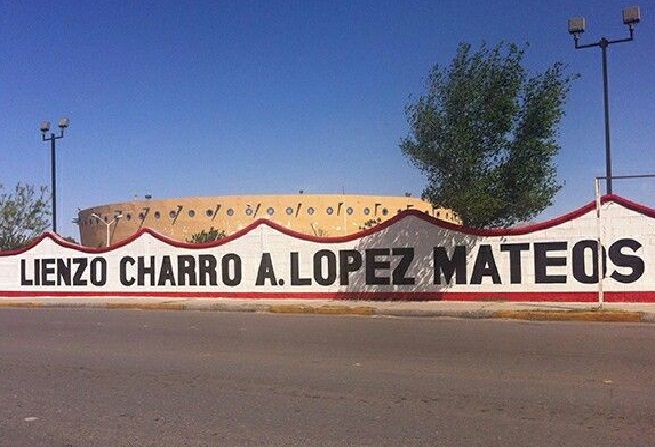 LIENZO CHARRO A. LOPEZ MATEOS